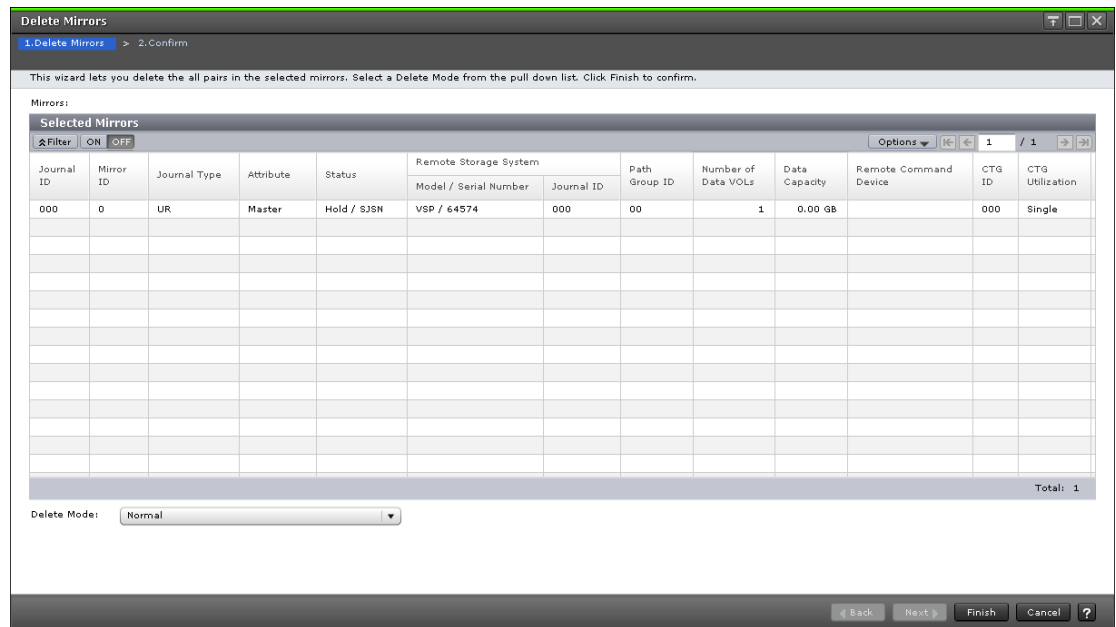 Delete Mirrors
1.Delete Mirrors > 2.Confirm
This wizard lets you delete the all pairs in the selected mirrors. Select a Delete Mode from the pull down list. Click Finish to confirm.
Mirrors:
Selected Mirrors
Filter ON OFF Options 1 / 1
Journal ID Mirror ID Journal Type Attribute Status Remote Storage System Model / Serial Number Journal ID Path Group ID Number of Data VOLs Data Capacity Remote Command Device CTG ID CTG Utilization
000 0 UR Master Hold / SJSN VSP / 64574 000 00 1 0.00 GB 000 Single
Total: 1
Delete Mode: Normal
Back Next Finish Cancel ?